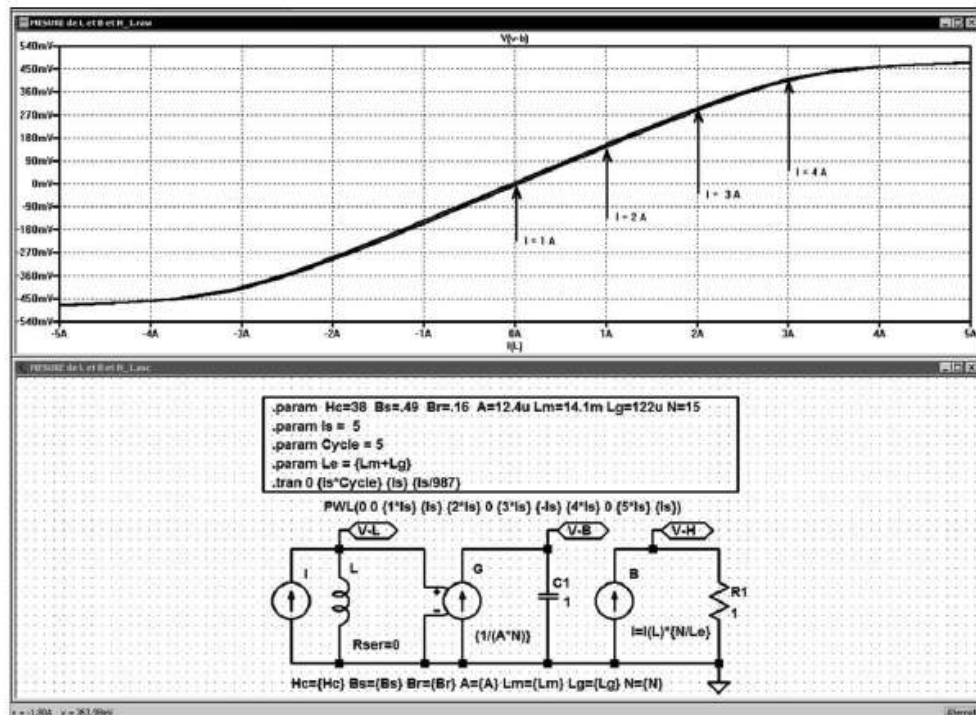 MESURE de L et B et H_1.raw
V(v-b)
540mV
450mV
360mV
270mV
180mV
90mV
0mV
-90mV
-180mV
-270mV
-360mV
-450mV
-540mV
I = 1 A
I = 2 A
I = 3 A
I = 4 A
-5A -4A -3A -2A -1A 0A 1A 2A 3A 4A 5A
I(L)
MESURE de L et B et H_1.asc
.param Hc=38 Bs=.49 Br=.16 A=12.4u Lm=14.1m Lg=122u N=15
.param Is = 5
.param Cycle = 5
.param Le = {Lm+Lg}
.tran 0 {Is*Cycle} {Is} {Is/987}
PWL(0 0 {1*Is} {Is} {2*Is} 0 {3*Is} {-Is} {4*Is} 0 {5*Is} {Is})
V-L V-B V-H
I L G C1 B R1
+
-
1 1
Rser=0 {1/(A*N)} I=I(L)*{N/Le}
Hc={Hc} Bs={Bs} Br={Br} A={A} Lm={Lm} Lg={Lg} N={N}